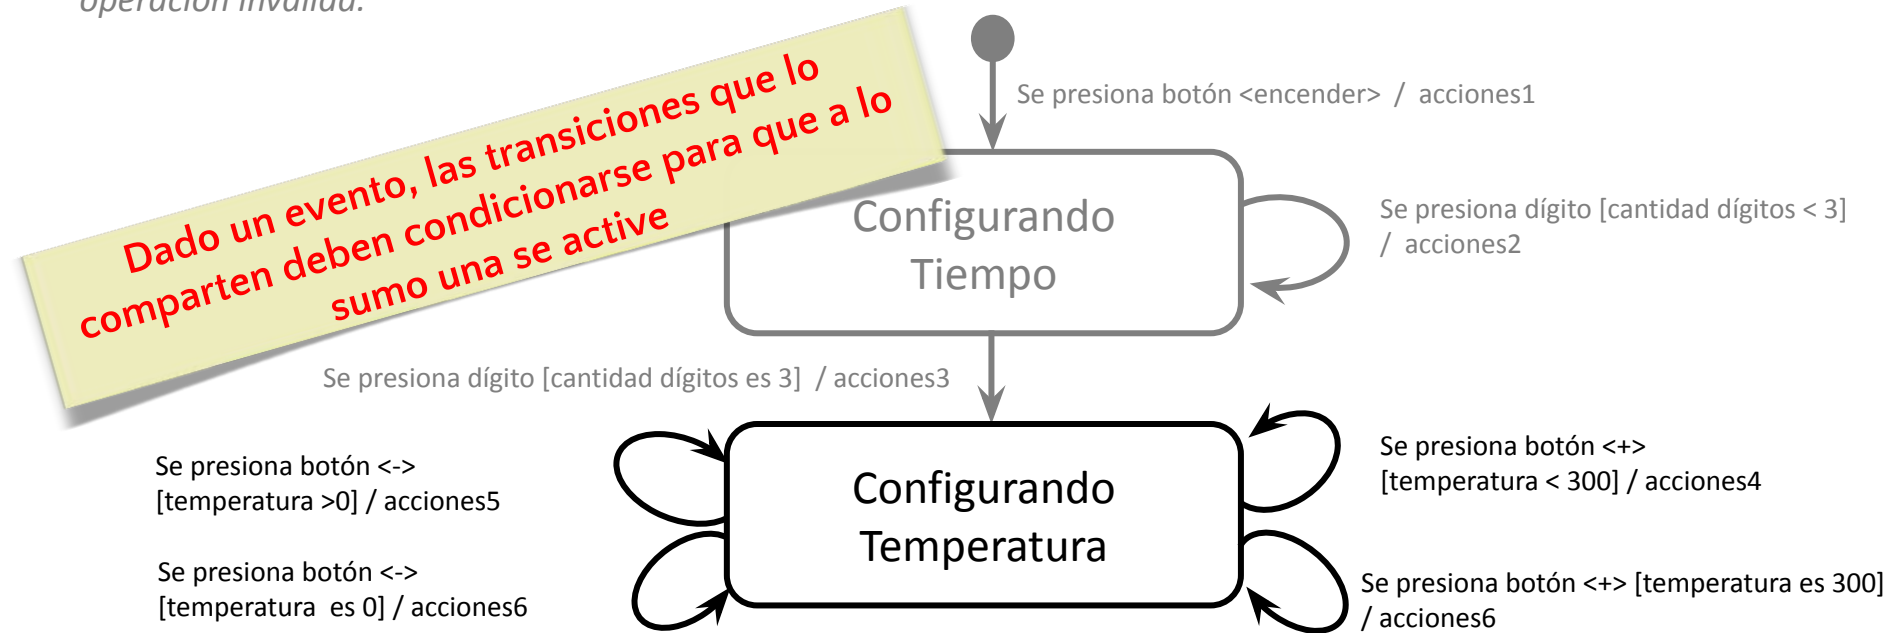 operación inválida.
Dado un evento, las transiciones que lo
comparten deben condicionarse para que a lo
sumo una se active
Se presiona botón <encender> / acciones1
Configurando
Tiempo
Se presiona dígito [cantidad dígitos < 3]
/ acciones2
Se presiona dígito [cantidad dígitos es 3] / acciones3
Se presiona botón <->
[temperatura >0] / acciones5
Configurando
Temperatura
Se presiona botón <+>
[temperatura < 300] / acciones4
Se presiona botón <->
[temperatura es 0] / acciones6
Se presiona botón <+> [temperatura es 300]
/ acciones6